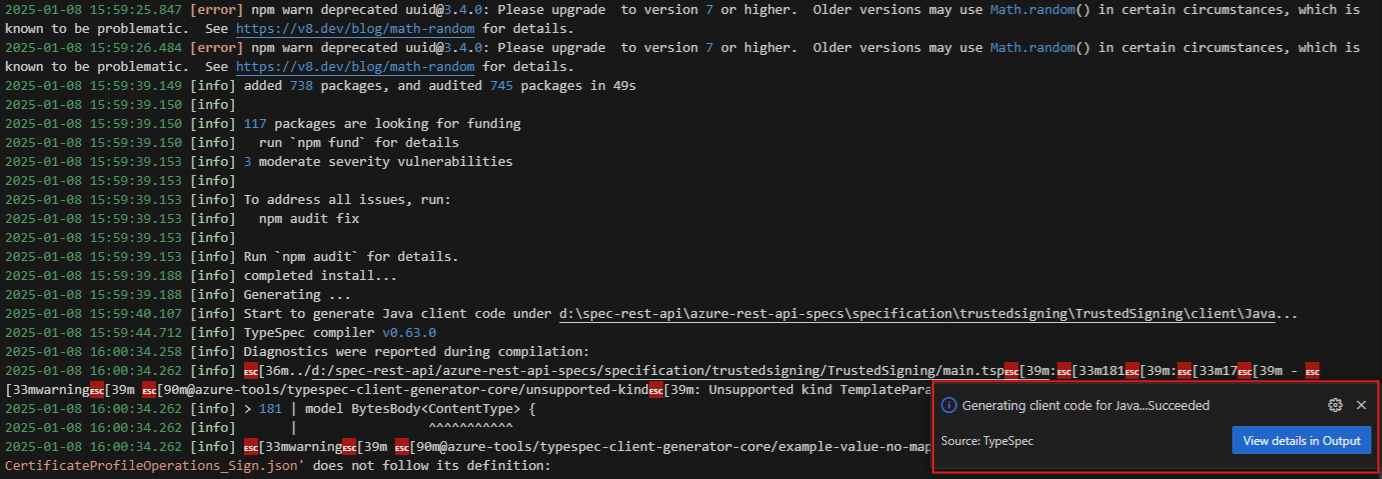 2025-01-08 15:59:25.847 [error] npm warn deprecated uuid@3.4.0: Please upgrade  to version 7 or higher.  Older versions may use Math.random() in certain circumstances, which is
known to be problematic.  See https://v8.dev/blog/math-random for details.
2025-01-08 15:59:26.484 [error] npm warn deprecated uuid@3.4.0: Please upgrade  to version 7 or higher.  Older versions may use Math.random() in certain circumstances, which is
known to be problematic.  See https://v8.dev/blog/math-random for details.
2025-01-08 15:59:39.149 [info] added 738 packages, and audited 745 packages in 49s
2025-01-08 15:59:39.150 [info]
2025-01-08 15:59:39.150 [info] 117 packages are looking for funding
2025-01-08 15:59:39.150 [info]   run `npm fund` for details
2025-01-08 15:59:39.153 [info] 3 moderate severity vulnerabilities
2025-01-08 15:59:39.153 [info]
2025-01-08 15:59:39.153 [info] To address all issues, run:
2025-01-08 15:59:39.153 [info]   npm audit fix
2025-01-08 15:59:39.153 [info]
2025-01-08 15:59:39.153 [info] Run `npm audit` for details.
2025-01-08 15:59:39.188 [info] completed install...
2025-01-08 15:59:39.188 [info] Generating ...
2025-01-08 15:59:40.107 [info] Start to generate Java client code under d:\spec-rest-api\azure-rest-api-specs\specification\trustedsigning\TrustedSigning\client\Java...
2025-01-08 15:59:44.712 [info] TypeSpec compiler v0.63.0
2025-01-08 16:00:34.258 [info] Diagnostics were reported during compilation:
2025-01-08 16:00:34.262 [info] ESC[36m../d:/spec-rest-api/azure-rest-api-specs/specification/trustedsigning/TrustedSigning/main.tspESC[39m:ESC[33m181ESC[39m:ESC[33m17ESC[39m - ESC
[33mwarningESC[39m ESC[90m@azure-tools/typespec-client-generator-core/unsupported-kindESC[39m: Unsupported kind TemplatePara
2025-01-08 16:00:34.262 [info] > 181 | model BytesBody<ContentType> {
2025-01-08 16:00:34.262 [info]       |                 ^^^^^^^^^^^
2025-01-08 16:00:34.262 [info] ESC[33mwarningESC[39m ESC[90m@azure-tools/typespec-client-generator-core/example-value-no-map
CertificateProfileOperations_Sign.json' does not follow its definition:
Generating client code for Java...Succeeded
Source: TypeSpec
View details in Output